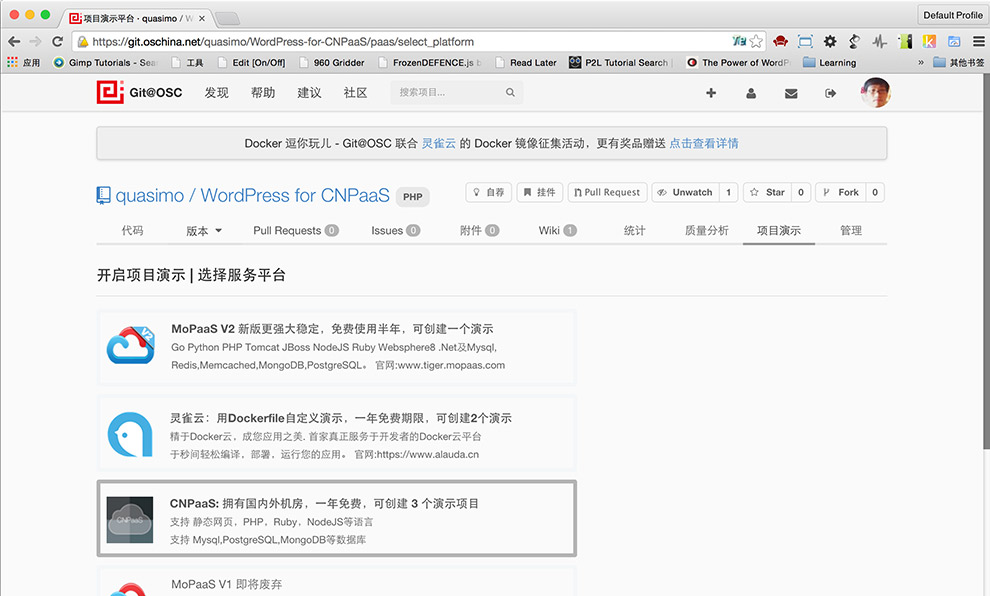 项目演示平台 · quasimo / W
Default Profile
https://git.oschina.net/quasimo/WordPress-for-CNPaaS/paas/select_platform
应用 Gimp Tutorials - Sea 工具 Edit [On/Off] 960 Gridder FrozenDEFENCE.js b Read Later P2L Tutorial Search The Power of WordP Learning » 其他书签
Git@OSC 发现 帮助 建议 社区 搜索项目...
Docker 逗你玩儿 - Git@OSC 联合 灵雀云 的 Docker 镜像征集活动，更有奖品赠送 点击查看详情
quasimo / WordPress for CNPaaS PHP 自荐 挂件 Pull Request Unwatch 1 Star 0 Fork 0
代码 版本 Pull Requests 0 Issues 0 附件 0 Wiki 1 统计 质量分析 项目演示 管理
开启项目演示 | 选择服务平台
V2
MoPaaS V2 新版更强大稳定，免费使用半年，可创建一个演示
Go Python PHP Tomcat JBoss NodeJS Ruby Websphere8 .Net及Mysql,
Redis,Memcached,MongoDB,PostgreSQL。 官网:www.tiger.mopaas.com
灵雀云：用Dockerfile自定义演示，一年免费期限，可创建2个演示
精于Docker云，成您应用之美. 首家真正服务于开发者的Docker云平台
于秒间轻松编译，部署，运行您的应用。 官网:https://www.alauda.cn
CNPaaS
CNPaaS: 拥有国内外机房，一年免费，可创建 3 个演示项目
支持 静态网页，PHP，Ruby，NodeJS等语言
支持 Mysql,PostgreSQL,MongoDB等数据库
MoPaaS V1 即将废弃